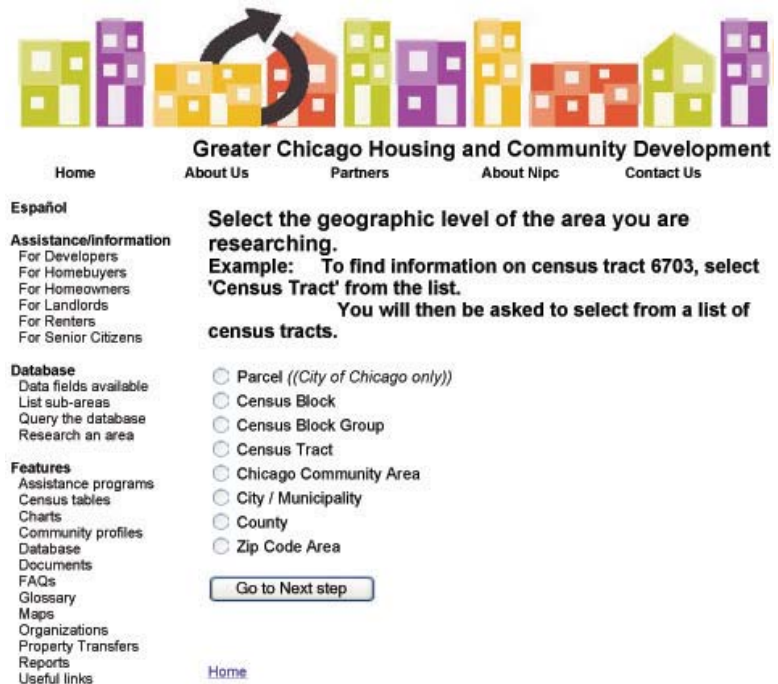 Greater Chicago Housing and Community Development
Home About Us Partners About Nipc Contact Us
Español
Assistance/information
For Developers
For Homebuyers
For Homeowners
For Landlords
For Renters
For Senior Citizens
Database
Data fields available
List sub-areas
Query the database
Research an area
Features
Assistance programs
Census tables
Charts
Community profiles
Database
Documents
FAQs
Glossary
Maps
Organizations
Property Transfers
Reports
Useful links
Select the geographic level of the area you are
researching.
Example: To find information on census tract 6703, select
'Census Tract' from the list.
You will then be asked to select from a list of
census tracts.
Parcel ((City of Chicago only))
Census Block
Census Block Group
Census Tract
Chicago Community Area
City / Municipality
County
Zip Code Area
Go to Next step
Home